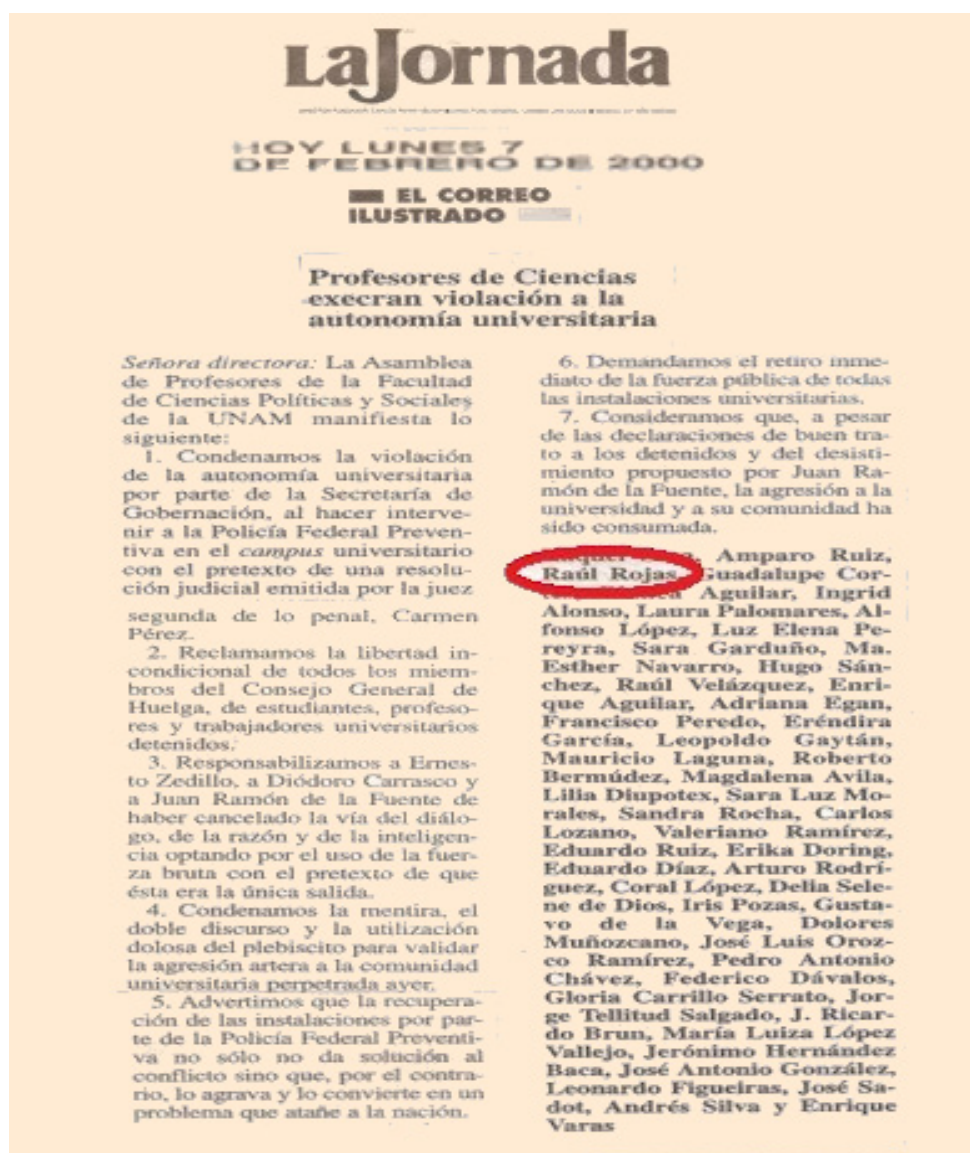 LaJornada
HOY LUNES 7
DE FEBRERO DE 2000
EL CORREO
ILUSTRADO
Profesores de Ciencias
execran violación a la
autonomía universitaria
Señora directora: La Asamblea
de Profesores de la Facultad
de Ciencias Políticas y Sociales
de la UNAM manifiesta lo
siguiente:
1. Condenamos la violación
de la autonomía universitaria
por parte de la Secretaría de
Gobernación, al hacer interve-
nir a la Policía Federal Preven-
tiva en el campus universitario
con el pretexto de una resolu-
ción judicial emitida por la juez
segunda de lo penal, Carmen
Pérez.
2. Reclamamos la libertad in-
condicional de todos los miem-
bros del Consejo General de
Huelga, de estudiantes, profeso-
res y trabajadores universitarios
detenidos.
3. Responsabilizamos a Ernes-
to Zedillo, a Diódoro Carrasco y
a Juan Ramón de la Fuente de
haber cancelado la vía del diálo-
go, de la razón y de la inteligen-
cia optando por el uso de la fuer-
za bruta con el pretexto de que
ésta era la única salida.
4. Condenamos la mentira, el
doble discurso y la utilización
dolosa del plebiscito para validar
la agresión artera a la comunidad
universitaria perpetrada ayer.
5. Advertimos que la recupera-
ción de las instalaciones por par-
te de la Policía Federal Preventi-
va no sólo no da solución al
conflicto sino que, por el contra-
rio, lo agrava y lo convierte en un
problema que atañe a la nación.
6. Demandamos el retiro inme-
diato de la fuerza pública de todas
las instalaciones universitarias.
7. Consideramos que, a pesar
de las declaraciones de buen tra-
to a los detenidos y del desisti-
miento propuesto por Juan Ra-
món de la Fuente, la agresión a la
universidad y a su comunidad ha
sido consumada.
Amparo Ruiz,
Raúl Rojas, Guadalupe Cor-
Aguilar, Ingrid
Alonso, Laura Palomares, Al-
fonso López, Luz Elena Pe-
reyra, Sara Garduño, Ma.
Esther Navarro, Hugo Sán-
chez, Raúl Velázquez, Enri-
que Aguilar, Adriana Egan,
Francisco Peredo, Eréndira
García, Leopoldo Gaytán,
Mauricio Laguna, Roberto
Bermúdez, Magdalena Avila,
Lilia Diupotex, Sara Luz Mo-
rales, Sandra Rocha, Carlos
Lozano, Valeriano Ramírez,
Eduardo Ruiz, Erika Doring,
Eduardo Díaz, Arturo Rodrí-
guez, Coral López, Delia Sele-
ne de Dios, Iris Pozas, Gusta-
vo de la Vega, Dolores
Muñozcano, José Luis Oroz-
co Ramírez, Pedro Antonio
Chávez, Federico Dávalos,
Gloria Carrillo Serrato, Jor-
ge Tellitud Salgado, J. Ricar-
do Brun, María Luiza López
Vallejo, Jerónimo Hernández
Baca, José Antonio González,
Leonardo Figueiras, José Sa-
dot, Andrés Silva y Enrique
Varas